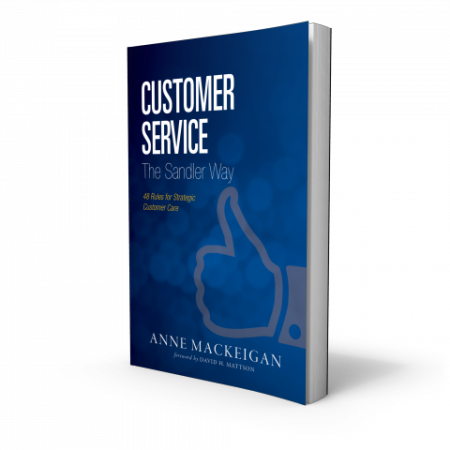 CUSTOMER
SERVICE
The Sandler Way
48 Rules for Strategic
Customer Care
ANNE MACKEIGAN
foreword by DAVID H. MATTSON